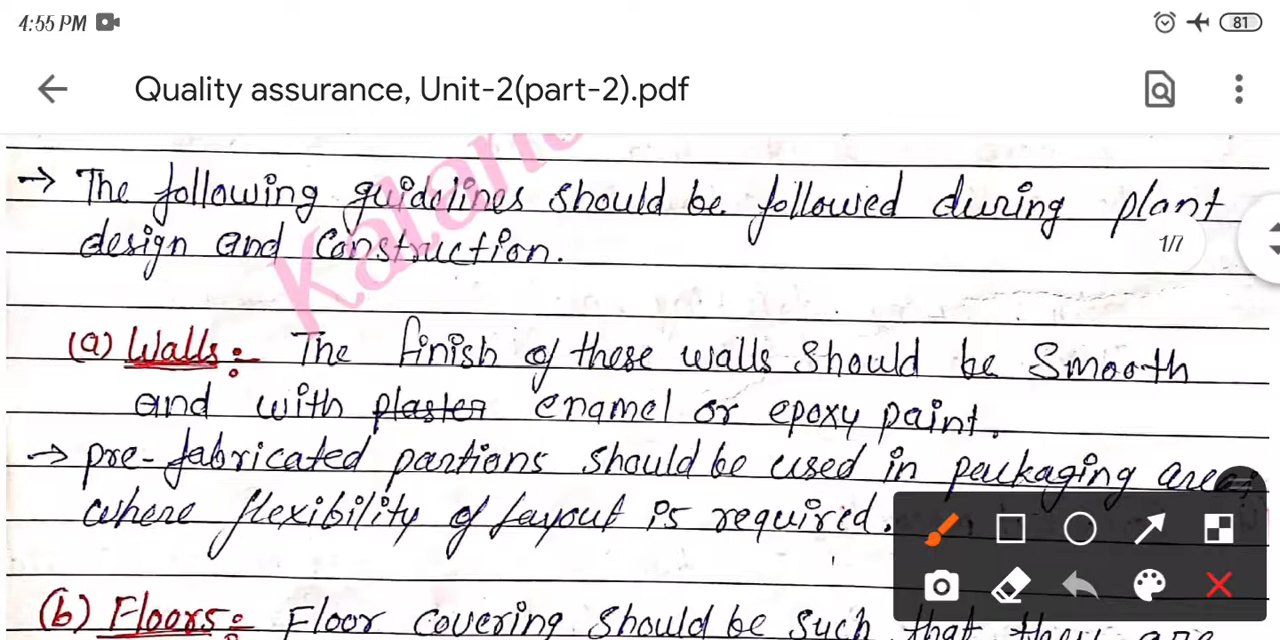 4:55 PM
81
Quality assurance, Unit-2(part-2).pdf
→ The following guidelines should be followed during plant
design and construction.
1/7
(a) Walls:- The finish of these walls should be smooth
and with plaster enamel or epoxy paint.
→ pre-fabricated partions should be used in packaging area,
where flexibility of layout is required.
(b) Floors:- Floor covering should be such that they are